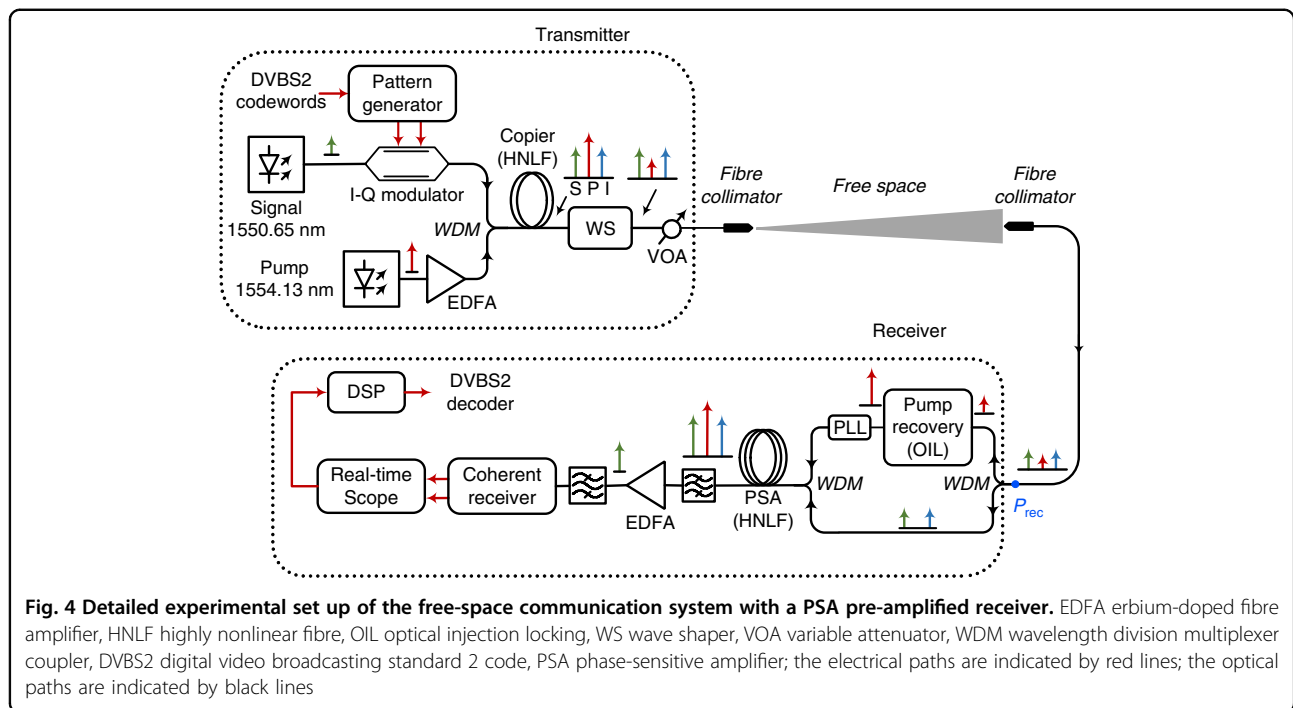 Transmitter
DVBS2
codewords
Pattern
generator
Copier
(HNLF)
S P I
I-Q modulator
Signal
1550.65 nm
WDM
WS
VOA
Pump
1554.13 nm
EDFA
Fibre
collimator
Free space
Fibre
collimator
Receiver
DSP
DVBS2
decoder
Real-time
Scope
Coherent
receiver
EDFA
PSA
(HNLF)
WDM
PLL
Pump
recovery
(OIL)
WDM
Prec
Fig. 4 Detailed experimental set up of the free-space communication system with a PSA pre-amplified receiver. EDFA erbium-doped fibre
amplifier, HNLF highly nonlinear fibre, OIL optical injection locking, WS wave shaper, VOA variable attenuator, WDM wavelength division multiplexer
coupler, DVBS2 digital video broadcasting standard 2 code, PSA phase-sensitive amplifier; the electrical paths are indicated by red lines; the optical
paths are indicated by black lines